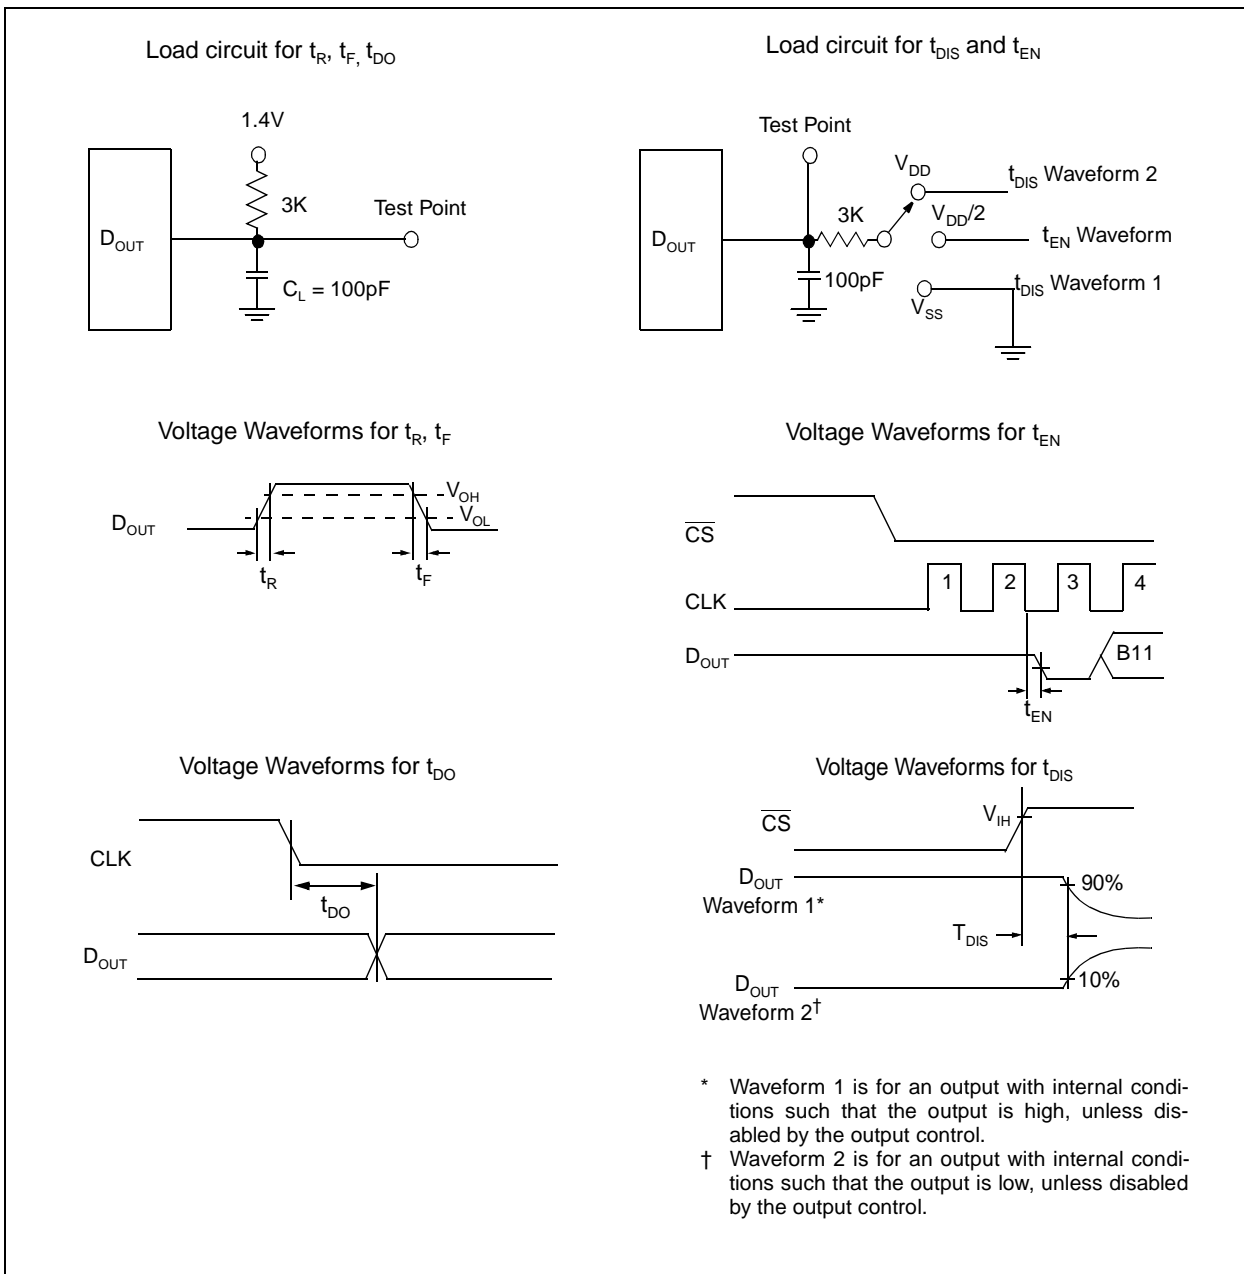 Load circuit for tR, tF, tDO
1.4V
3K
Test Point
DOUT
CL = 100pF
Load circuit for tDIS and tEN
Test Point
VDD
tDIS Waveform 2
3K
VDD/2
DOUT
tEN Waveform
100pF
tDIS Waveform 1
VSS
Voltage Waveforms for tR, tF
VOH
DOUT
VOL
tR
tF
Voltage Waveforms for tEN
CS
1 2 3 4
CLK
DOUT
B11
tEN
Voltage Waveforms for tDO
CLK
tDO
DOUT
Voltage Waveforms for tDIS
VIH
CS
DOUT
90%
Waveform 1*
TDIS
DOUT
10%
Waveform 2†
* Waveform 1 is for an output with internal condi-
tions such that the output is high, unless dis-
abled by the output control.
† Waveform 2 is for an output with internal condi-
tions such that the output is low, unless disabled
by the output control.